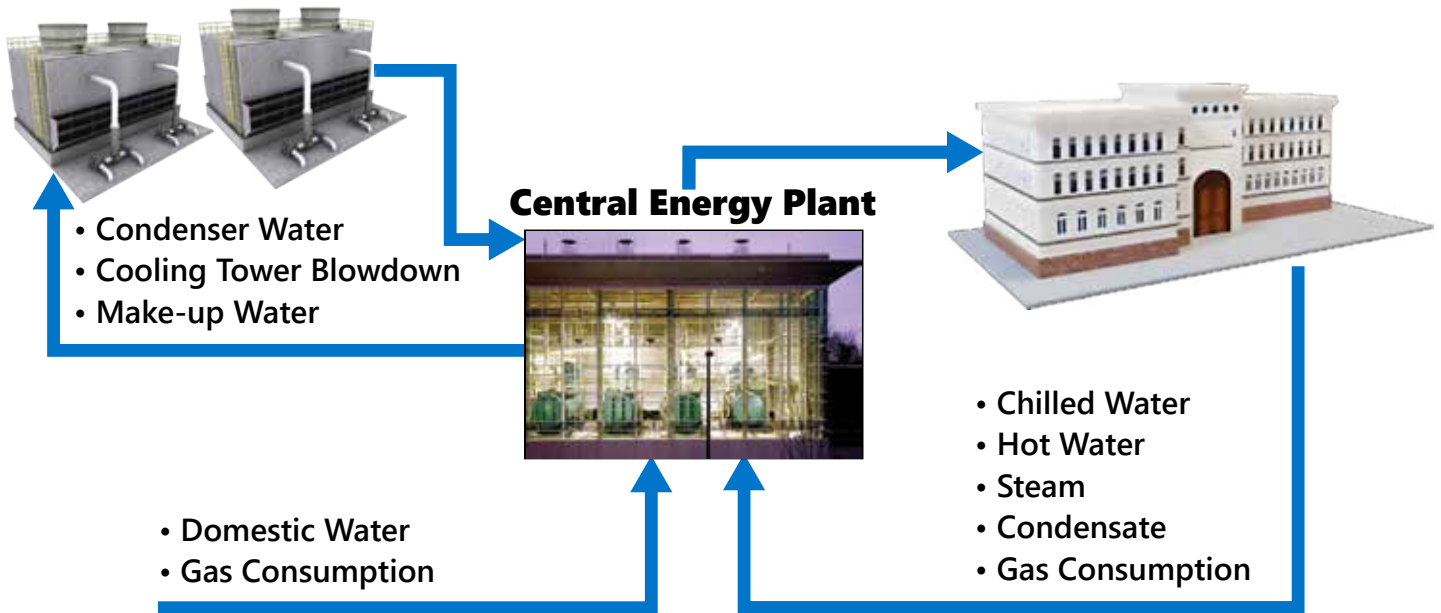 Central Energy Plant
• Condenser Water
• Cooling Tower Blowdown
• Make-up Water
• Chilled Water
• Hot Water
• Steam
• Condensate
• Gas Consumption
• Domestic Water
• Gas Consumption